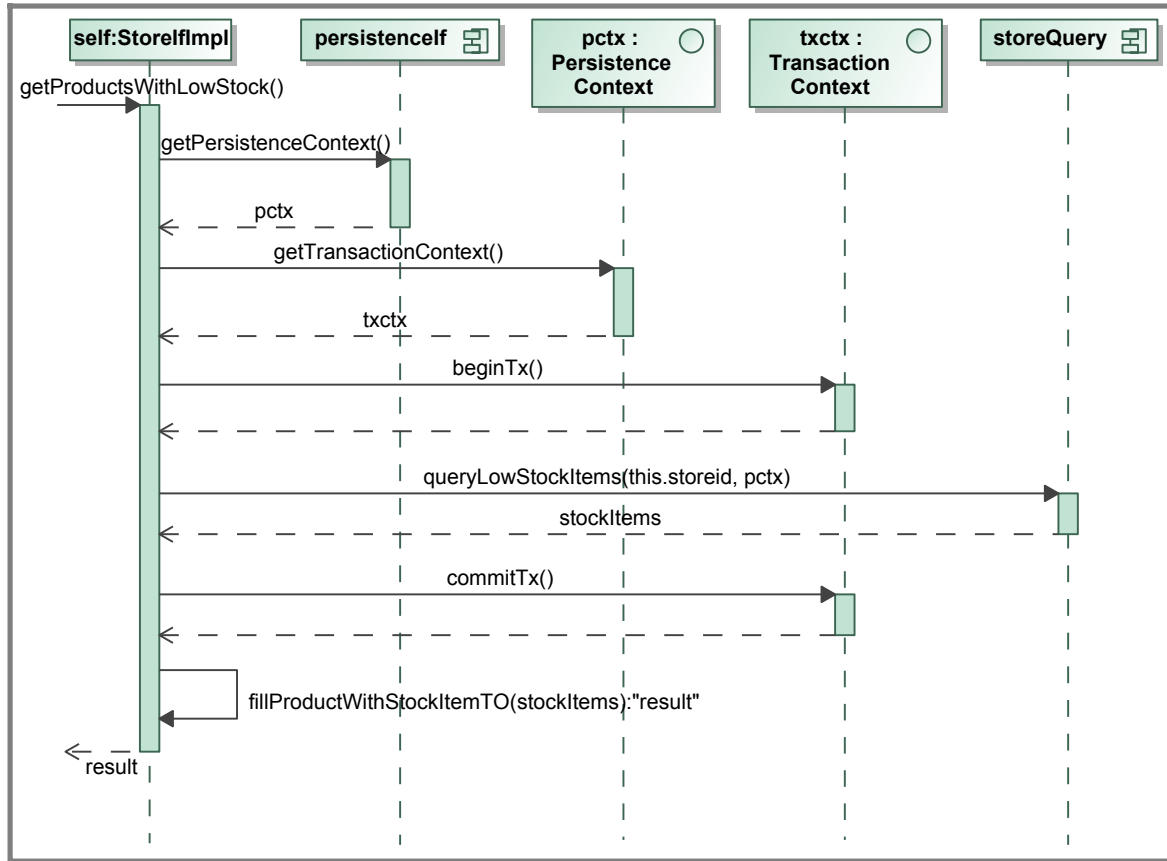 self:StoreIfImpl
persistenceIf
pctx :
Persistence
Context
txctx :
Transaction
Context
storeQuery
getProductsWithLowStock()
getPersistenceContext()
pctx
getTransactionContext()
txctx
beginTx()
queryLowStockItems(this.storeid, pctx)
stockItems
commitTx()
fillProductWithStockItemTO(stockItems):"result"
result